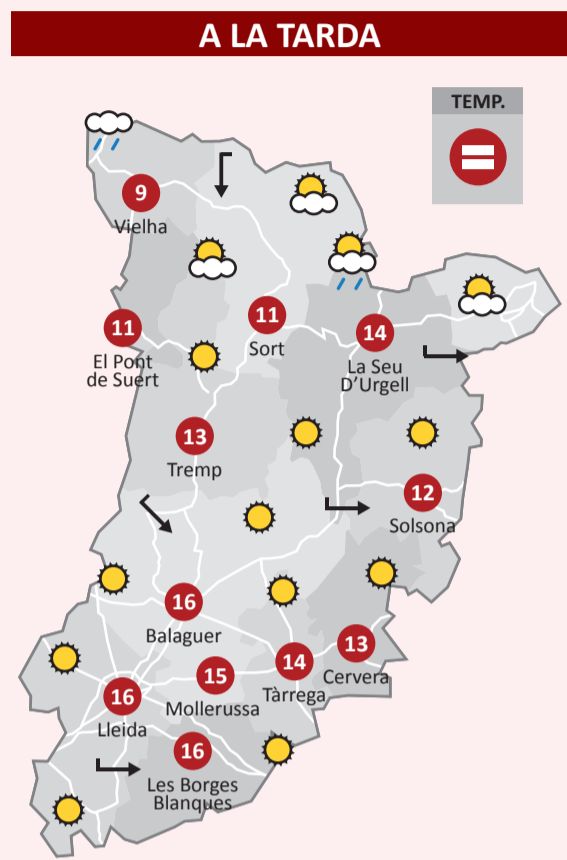 A LA TARDA
TEMP.
9
Vielha
11
El Pont
de Suert
11
Sort
14
La Seu
D'Urgell
13
Tremp
12
Solsona
16
Balaguer
13
Cervera
14
Tàrrega
15
Mollerussa
16
Lleida
16
Les Borges
Blanques